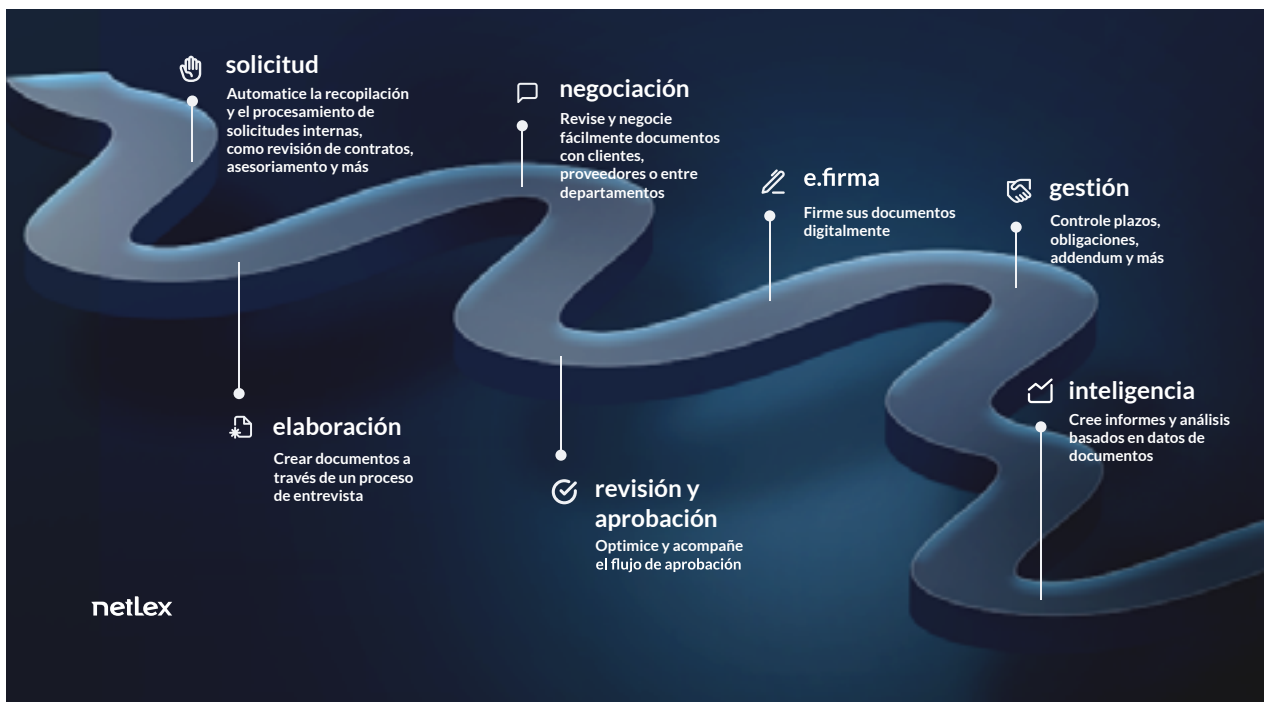 solicitud
Automatice la recopilación
y el procesamiento de
solicitudes internas,
como revisión de contratos,
asesoriamento y más
negociación
Revise y negocie
fácilmente documentos
con clientes,
proveedores o entre
departamentos
e.firma
Firme sus documentos
digitalmente
gestión
Controle plazos,
obligaciones,
addendum y más
elaboración
Crear documentos a
través de un proceso
de entrevista
revisión y
aprobación
Optimice y acompañe
el flujo de aprobación
inteligencia
Cree informes y análisis
basados en datos de
documentos
netlex